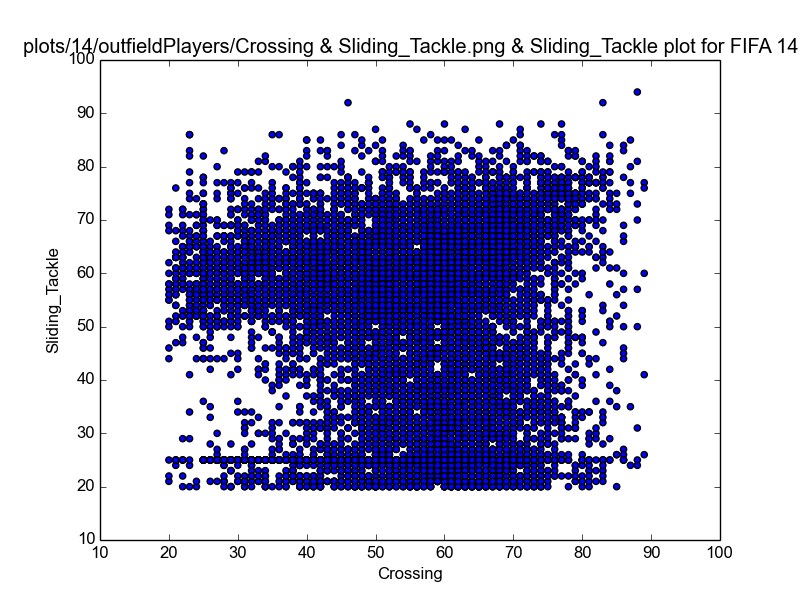 plots/14/outfieldPlayers/Crossing & Sliding_Tackle.png & Sliding_Tackle plot for FIFA 14
100
90
80
70
60
50
40
30
20
10
Sliding_Tackle
10 20 30 40 50 60 70 80 90 100
Crossing